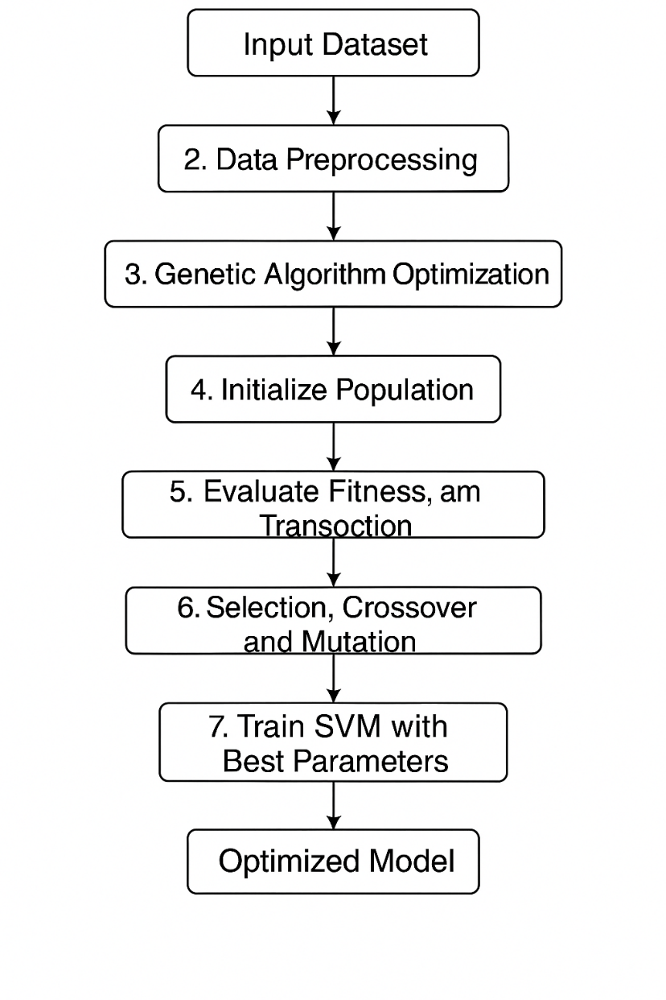 Input Dataset
2. Data Preprocessing
3. Genetic Algorithm Optimization
4. Initialize Population
5. Evaluate Fitness, am
Transoction
6. Selection, Crossover
and Mutation
7. Train SVM with
Best Parameters
Optimized Model